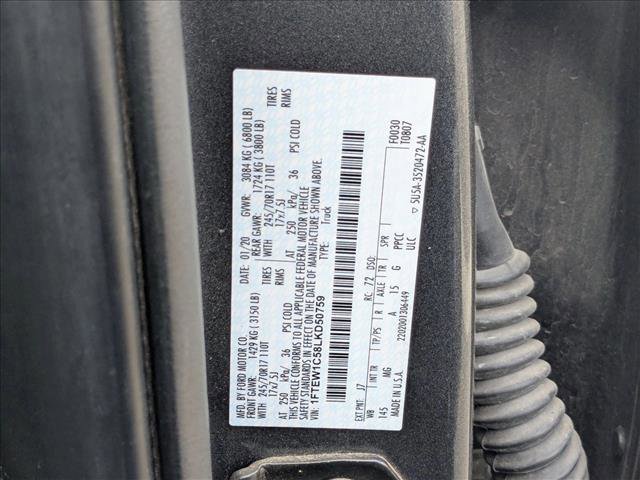 MFD. BY FORD MOTOR CO.
DATE: 01/20 GVWR: 3084 KG ( 6800 LB)
FRONT GAWR: 1429 KG ( 3150 LB) REAR GAWR: 1724 KG ( 3800 LB)
WITH 245/70R17 110T TIRES WITH 245/70R17 110T TIRES
17x7.5J RIMS 17x7.5J RIMS
AT 250 kPa/ 36 PSI COLD AT 250 kPa/ 36 PSI COLD
THIS VEHICLE CONFORMS TO ALL APPLICABLE FEDERAL MOTOR VEHICLE
SAFETY STANDARDS IN EFFECT ON THE DATE OF MANUFACTURE SHOWN ABOVE.
VIN: 1FTEW1C58LKD50759 TYPE: Truck
F0030
T0807
EXT PNT: J7 RC: 72 DSO:
WB INT TR TP/PS R AXLE TR SPR
145 MG A 15 G PPCC
MADE IN U.S.A. 2202001306449 ULC
5U5A-3520472-AA